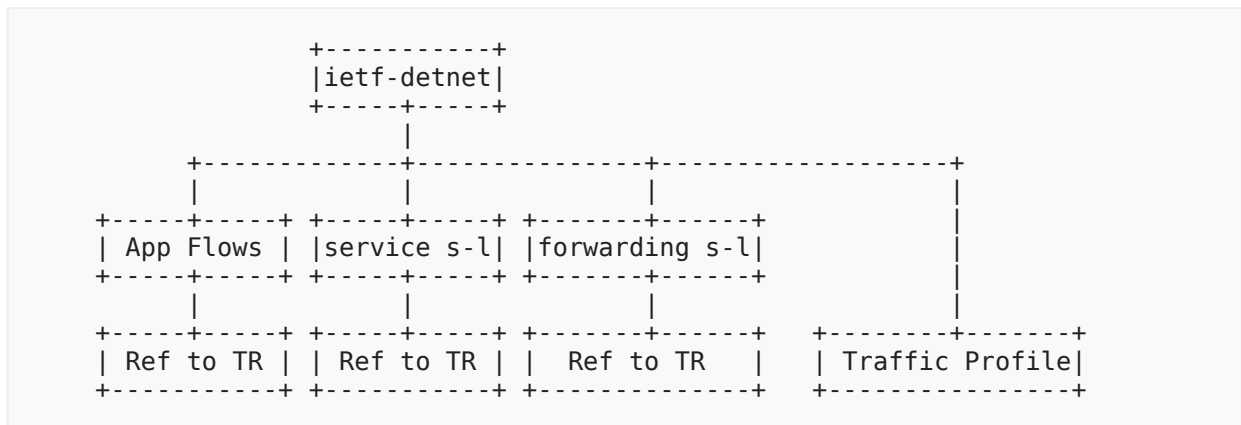 ietf-detnet
App Flows service s-l forwarding s-l
Ref to TR Ref to TR Ref to TR Traffic Profile